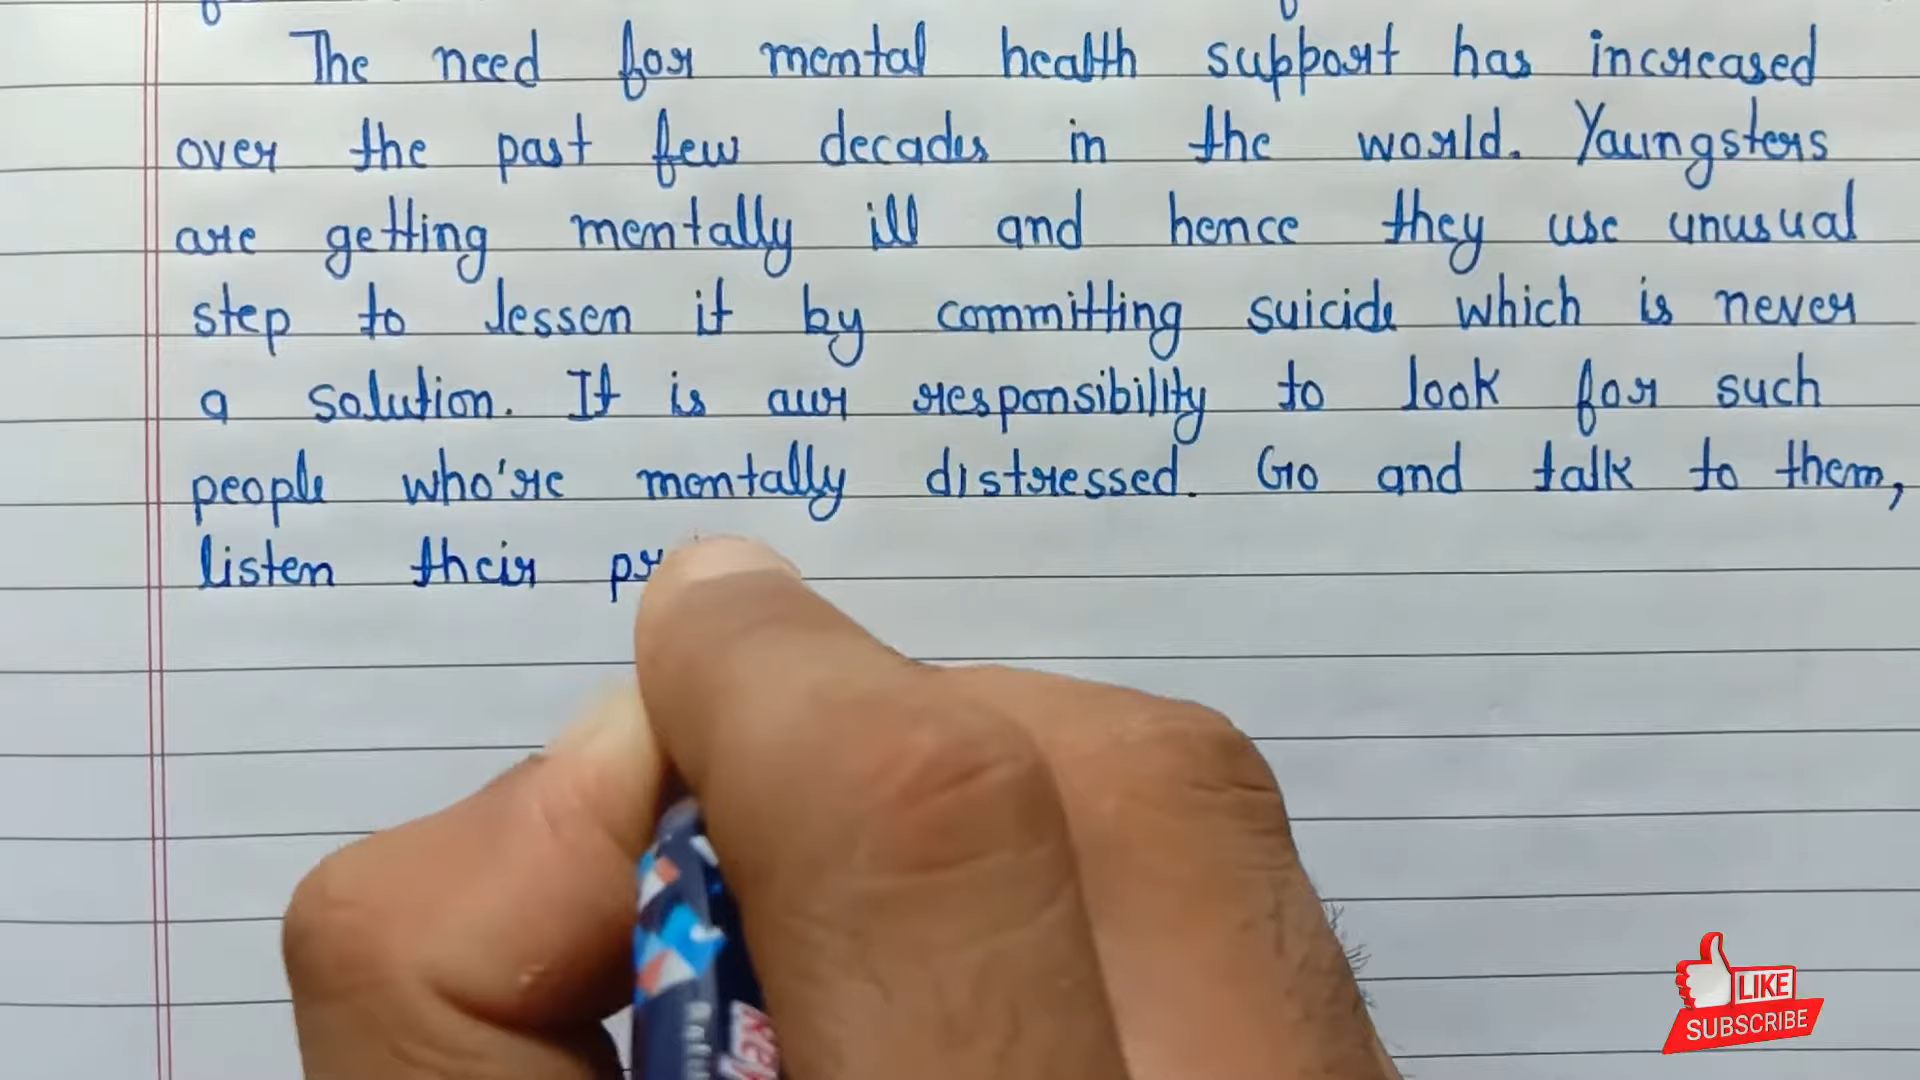 The need for mental health support has increased
over the past few decades in the world. Youngsters
are getting mentally ill and hence they use unusual
step to lessen it by committing suicide which is never
a solution. It is our responsibility to look for such
people who're mentally distressed. Go and talk to them,
listen their
LIKE
SUBSCRIBE